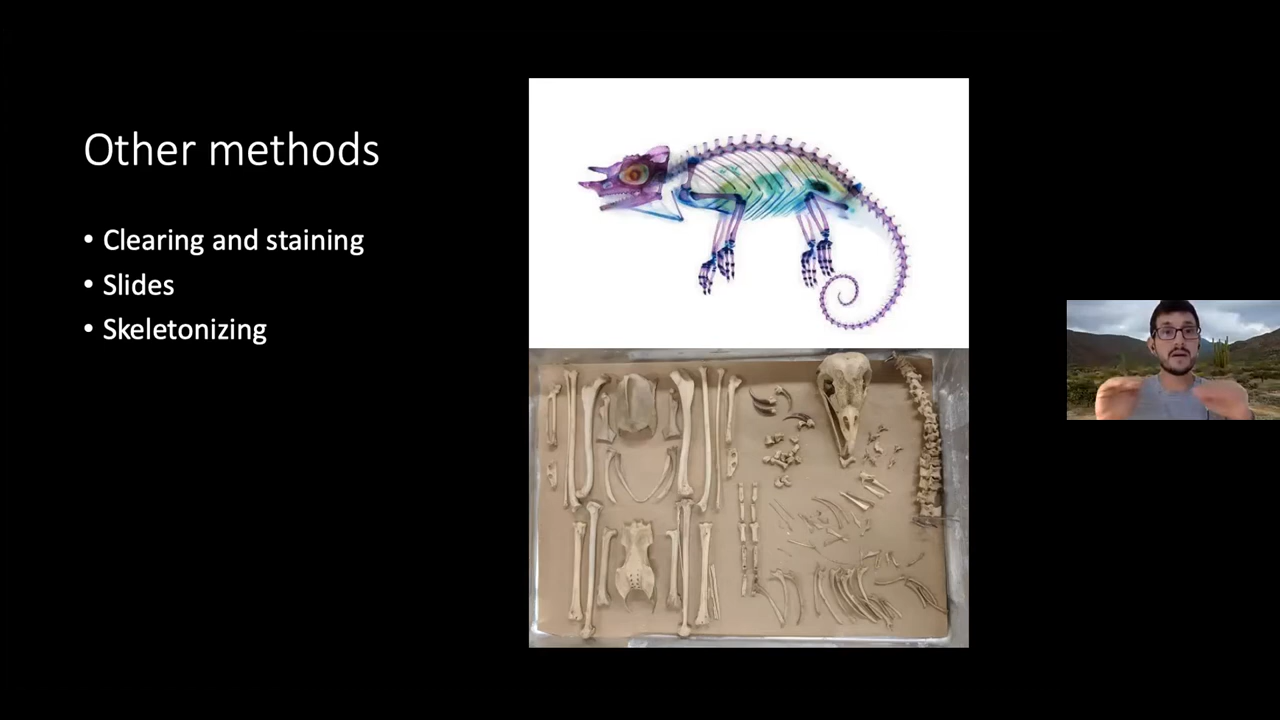 Other methods
• Clearing and staining
• Slides
• Skeletonizing